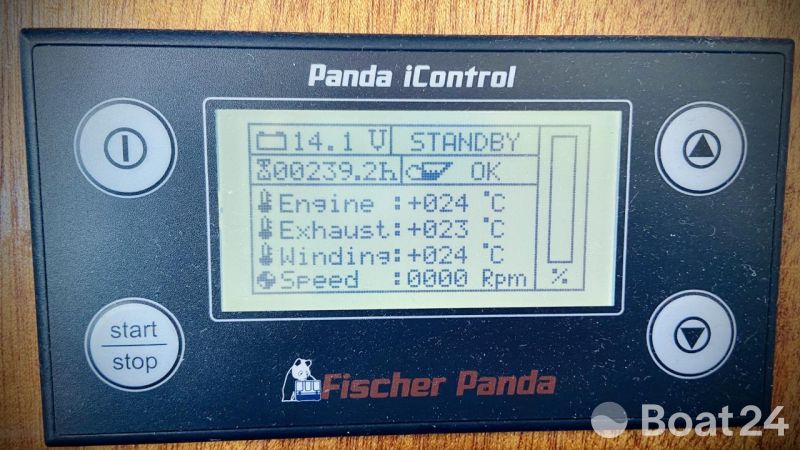 Panda iControl
14.1 V STANDBY
00239.2h OK
Engine :+024 °C
Exhaust:+023 °C
Winding:+024 °C
Speed :0000 Rpm
%
start
stop
Fischer Panda
Boat24